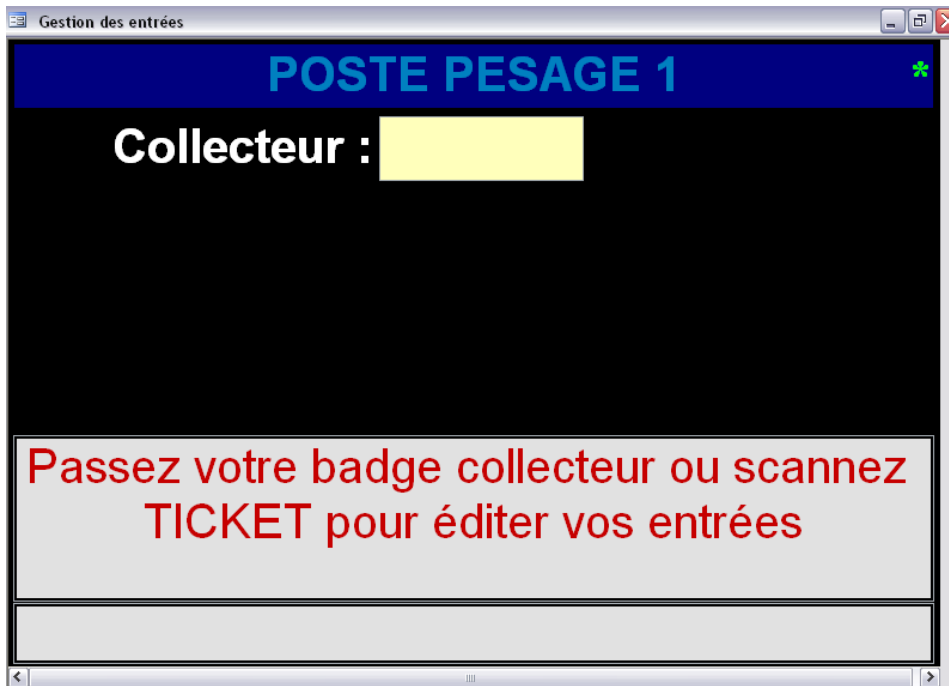 Gestion des entrées
POSTE PESAGE 1 *
Collecteur :
Passez votre badge collecteur ou scannez
TICKET pour éditer vos entrées